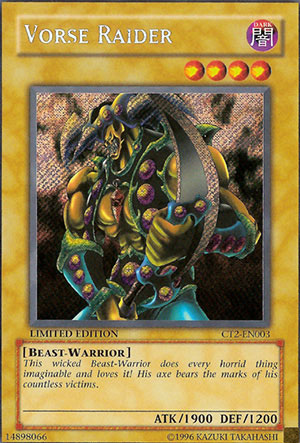 VORSE RAIDER
DARK
闇
LIMITED EDITION CT2-EN003
[BEAST-WARRIOR]
This wicked Beast-Warrior does every horrid thing
imaginable and loves it! His axe bears the marks of his
countless victims.
ATK/1900 DEF/1200
14898066 ©1996 KAZUKI TAKAHASHI